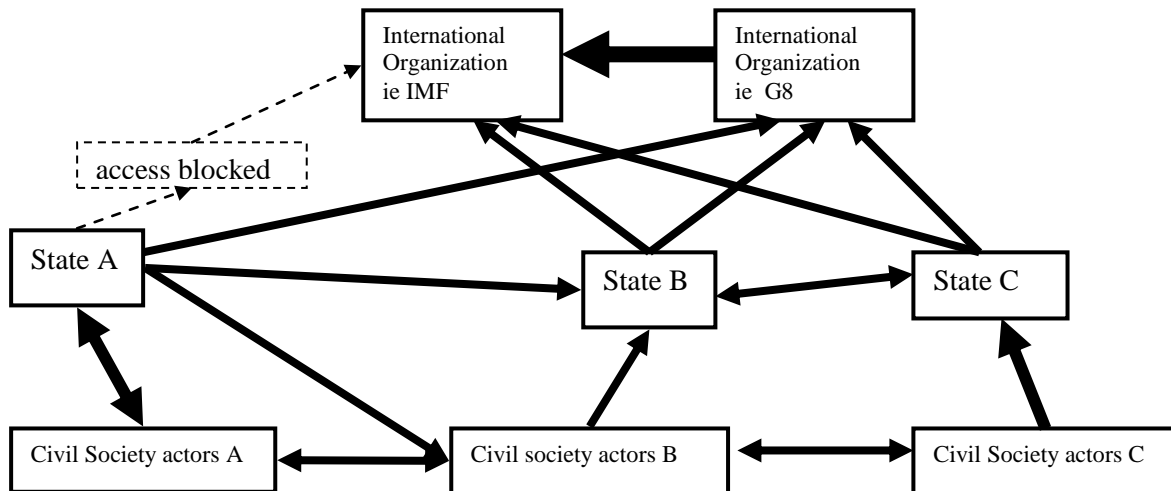 International
Organization
ie IMF
International
Organization
ie  G8
access blocked
State A
State B
State C
Civil Society actors A
Civil society actors B
Civil Society actors C